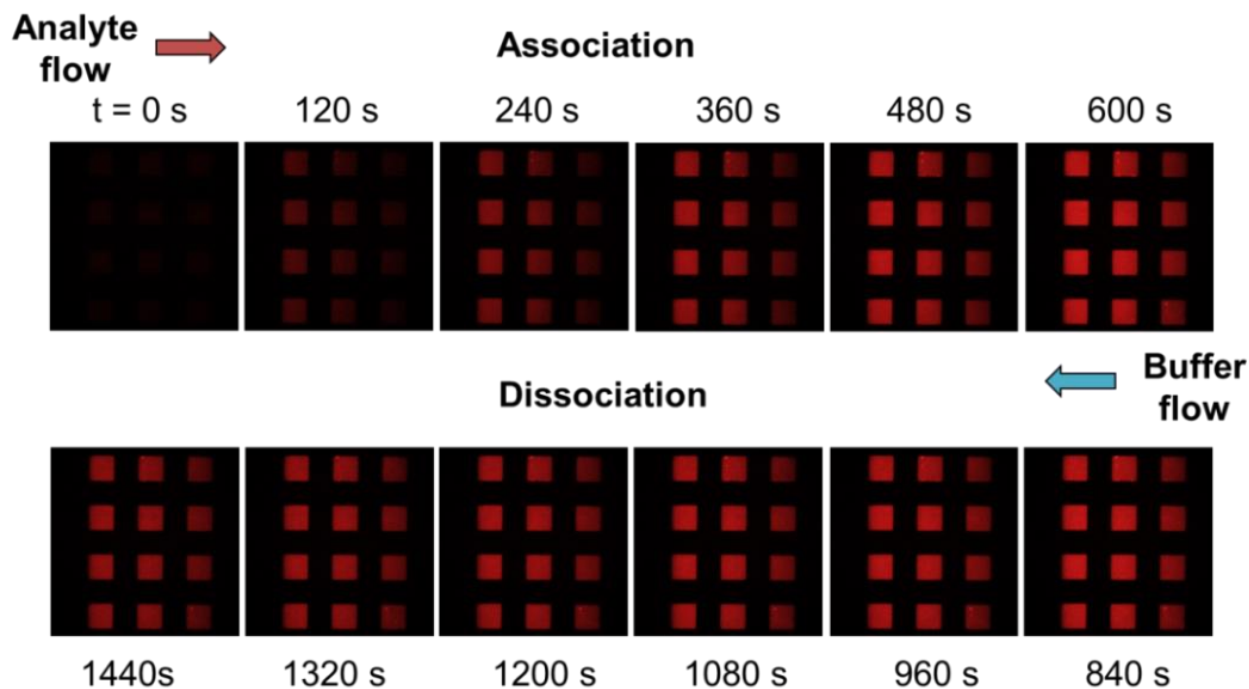 Analyte
flow
Association
t = 0 s
120 s
240 s
360 s
480 s
600 s
Dissociation
Buffer
flow
1440s
1320 s
1200 s
1080 s
960 s
840 s